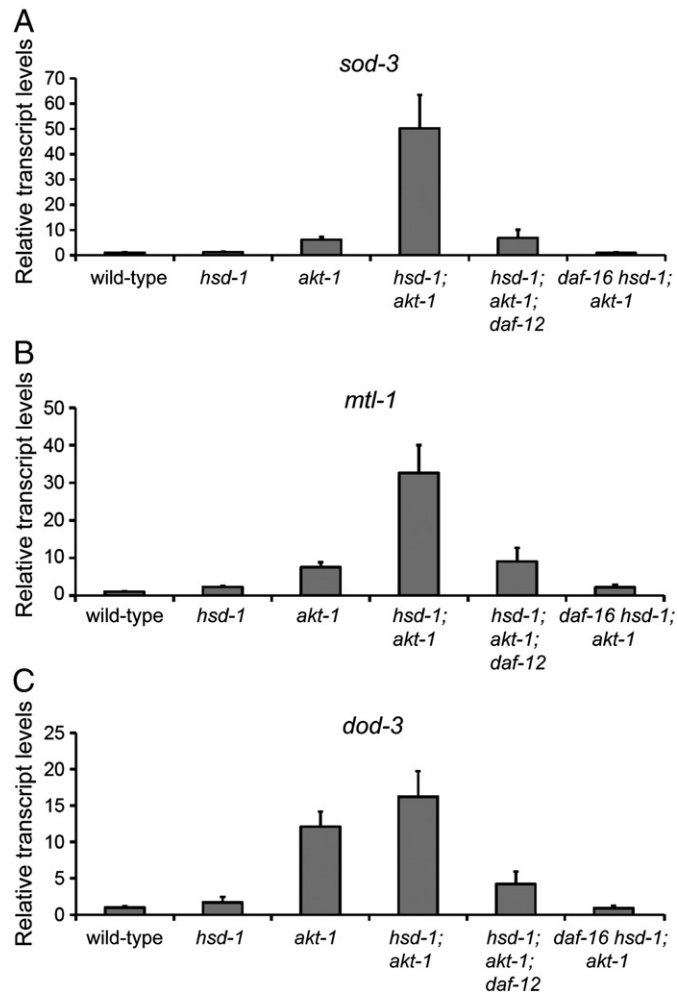 A
sod-3
Relative transcript levels
70
60
50
40
30
20
10
0
wild-type hsd-1 akt-1 hsd-1; hsd-1; daf-16 hsd-1;
akt-1 akt-1; akt-1
daf-12
B
mtl-1
Relative transcript levels
50
40
30
20
10
0
wild-type hsd-1 akt-1 hsd-1; hsd-1; daf-16 hsd-1;
akt-1 akt-1; akt-1
daf-12
C
dod-3
Relative transcript levels
25
20
15
10
5
0
wild-type hsd-1 akt-1 hsd-1; hsd-1; daf-16 hsd-1;
akt-1 akt-1; akt-1
daf-12